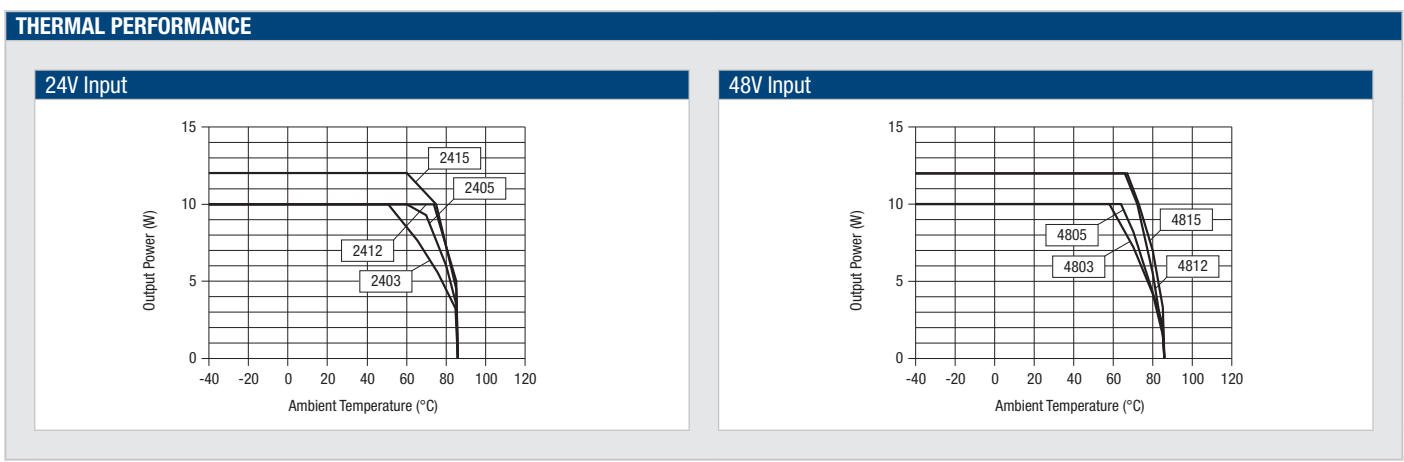 THERMAL PERFORMANCE
24V Input
15
10
5
0
Output Power (W)
2415
2405
2412
2403
-40 -20 0 20 40 60 80 100 120
Ambient Temperature (°C)
48V Input
15
10
5
0
Output Power (W)
4815
4805
4803
4812
-40 -20 0 20 40 60 80 100 120
Ambient Temperature (°C)